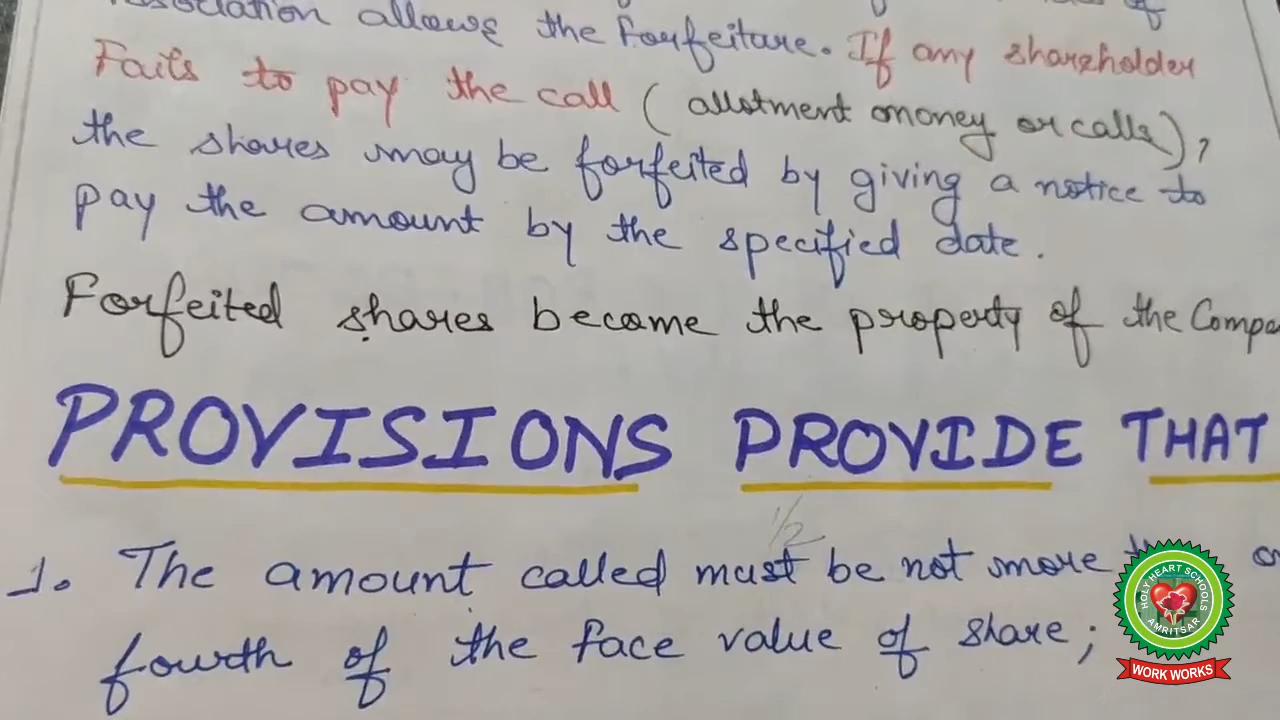 association allows the Forfeiture. If any shareholder
Fails to pay the call (allotment money or calls),
the shares may be forfeited by giving a notice to
pay the amount by the specified date.
Forfeited shares become the property of the Compa
PROVISIONS PROVIDE THAT
1/2
1. The amount called must be not more
fourth of the face value of share;
HOLY HEART SCHOOLS
AMRITSAR
WORK WORKS